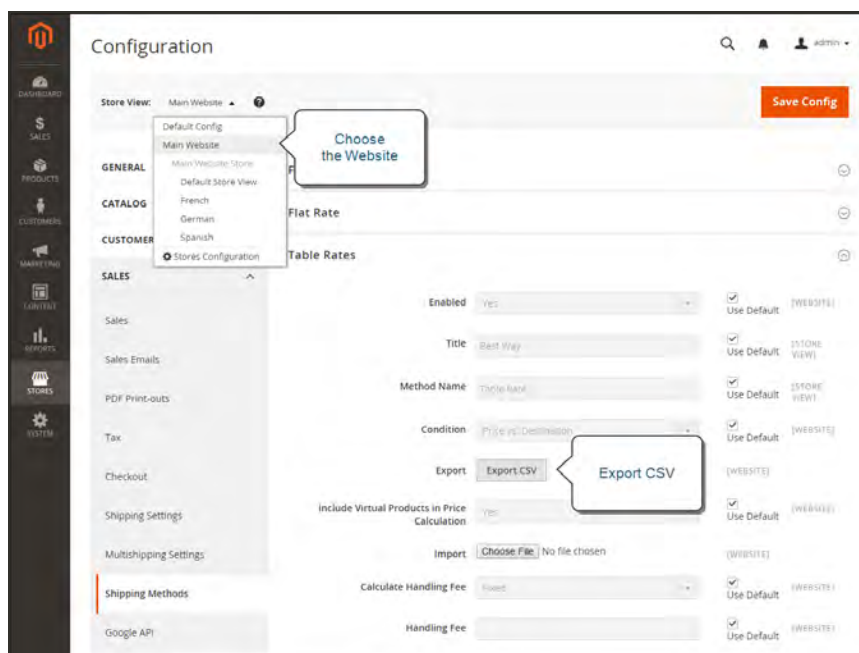 Configuration
admin
DASHBOARD
SALES
PRODUCTS
CUSTOMERS
MARKETING
CONTENT
REPORTS
STORES
SYSTEM
Store View: Main Website
Save Config
Default Config
Main Website
Main Website Store
Default Store View
French
German
Spanish
Stores Configuration
Choose
the Website
GENERAL
CATALOG
CUSTOMER
SALES
Sales
Sales Emails
PDF Print-outs
Tax
Checkout
Shipping Settings
Multishipping Settings
Shipping Methods
Google API
F
Flat Rate
Table Rates
Enabled Yes Use Default [WEBSITE]
Title Best Way Use Default [STORE
VIEW]
Method Name Table Rate Use Default [STORE
VIEW]
Condition Price vs. Destination Use Default [WEBSITE]
Export Export CSV [WEBSITE]
Export CSV
Include Virtual Products in Price
Calculation Yes Use Default [WEBSITE]
Import Choose File No file chosen [WEBSITE]
Calculate Handling Fee Fixed Use Default [WEBSITE]
Handling Fee Use Default [WEBSITE]